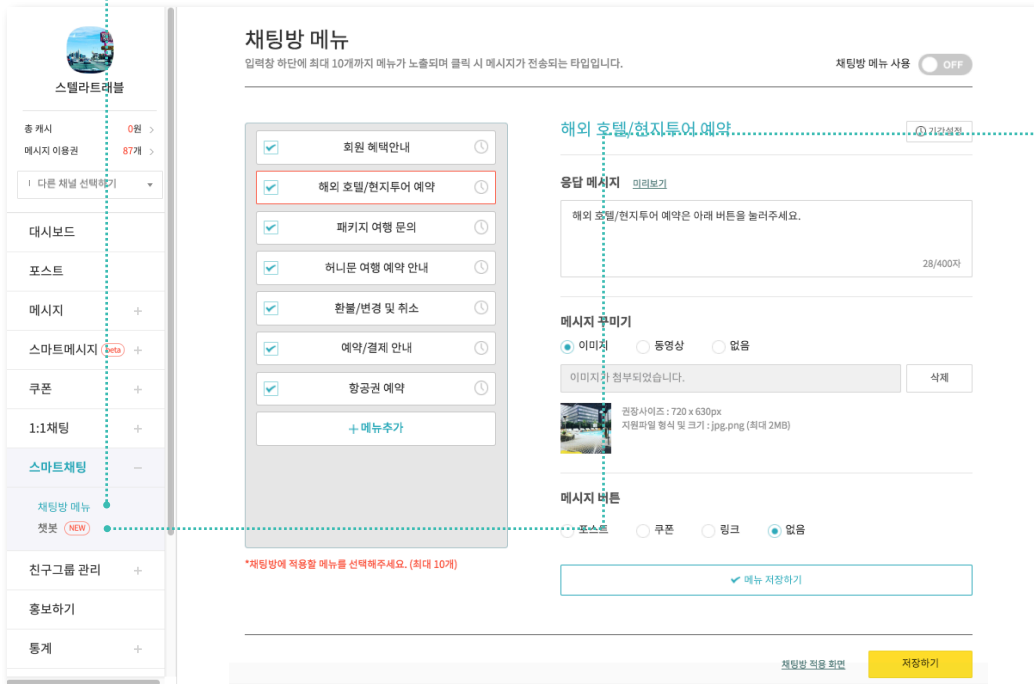 스텔라트래블
총 캐시 0원
메시지 이용권 87개
다른 채널 선택하기
대시보드
포스트
메시지
스마트메시지 beta
쿠폰
1:1채팅
스마트채팅
채팅방 메뉴
챗봇 NEW
친구그룹 관리
홍보하기
통계
채팅방 메뉴
입력창 하단에 최대 10개까지 메뉴가 노출되며 클릭 시 메시지가 전송되는 타입입니다.
채팅방 메뉴 사용 OFF
회원 혜택안내
해외 호텔/현지투어 예약
패키지 여행 문의
허니문 여행 예약 안내
환불/변경 및 취소
예약/결제 안내
항공권 예약
+ 메뉴추가
*채팅방에 적용할 메뉴를 선택해주세요. (최대 10개)
해외 호텔/현지투어 예약
기간설정
응답 메시지 미리보기
해외 호텔/현지투어 예약은 아래 버튼을 눌러주세요.
28/400자
메시지 꾸미기
이미지 동영상 없음
이미지가 첨부되었습니다.
삭제
권장사이즈 : 720 x 630px
지원파일 형식 및 크기 : jpg.png (최대 2MB)
메시지 버튼
포스트 쿠폰 링크 없음
메뉴 저장하기
채팅방 적용 화면
저장하기